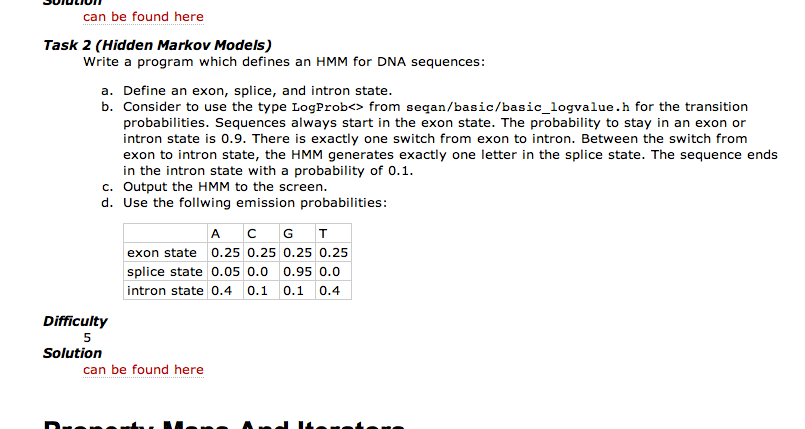 Solution
can be found here
Task 2 (Hidden Markov Models)
Write a program which defines an HMM for DNA sequences:
a. Define an exon, splice, and intron state.
b. Consider to use the type LogProb<> from seqan/basic/basic_logvalue.h for the transition
probabilities. Sequences always start in the exon state. The probability to stay in an exon or
intron state is 0.9. There is exactly one switch from exon to intron. Between the switch from
exon to intron state, the HMM generates exactly one letter in the splice state. The sequence ends
in the intron state with a probability of 0.1.
c. Output the HMM to the screen.
d. Use the follwing emission probabilities:
A C G T
exon state 0.25 0.25 0.25 0.25
splice state 0.05 0.0 0.95 0.0
intron state 0.4 0.1 0.1 0.4
Difficulty
5
Solution
can be found here
Property Maps And Iterators